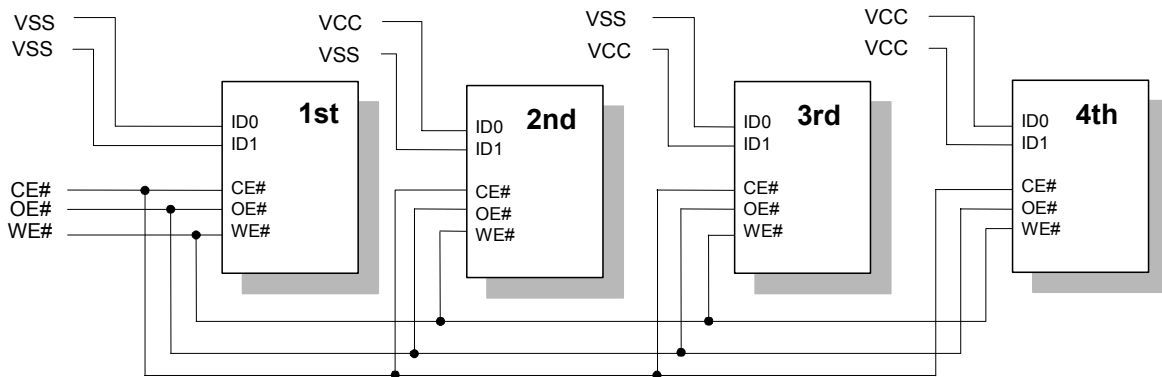 VSS
VSS
1st
ID0
ID1
CE#
OE#
WE#
CE#
OE#
WE#
VCC
VSS
2nd
ID0
ID1
CE#
OE#
WE#
VSS
VCC
3rd
ID0
ID1
CE#
OE#
WE#
VCC
VCC
4th
ID0
ID1
CE#
OE#
WE#